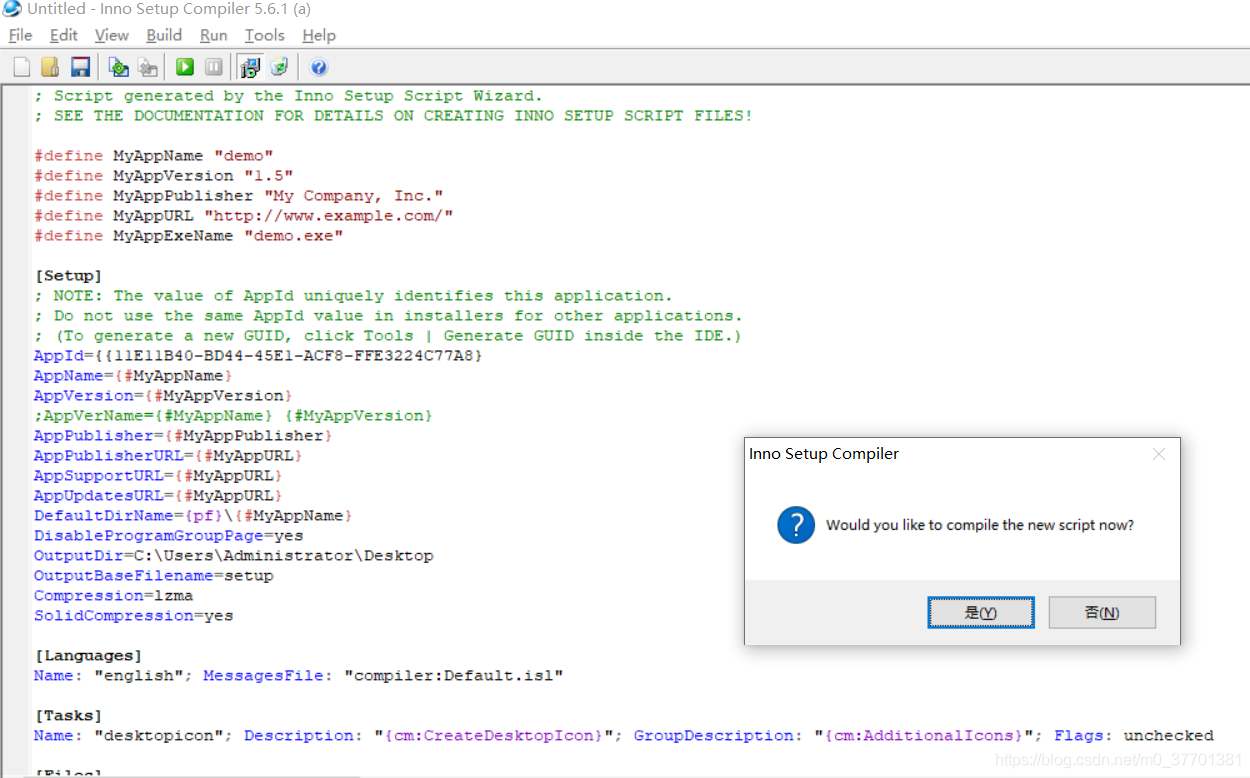 Untitled - Inno Setup Compiler 5.6.1 (a)
File Edit View Build Run Tools Help
; Script generated by the Inno Setup Script Wizard.
; SEE THE DOCUMENTATION FOR DETAILS ON CREATING INNO SETUP SCRIPT FILES!
#define MyAppName "demo"
#define MyAppVersion "1.5"
#define MyAppPublisher "My Company, Inc."
#define MyAppURL "http://www.example.com/"
#define MyAppExeName "demo.exe"
[Setup]
; NOTE: The value of AppId uniquely identifies this application.
; Do not use the same AppId value in installers for other applications.
; (To generate a new GUID, click Tools | Generate GUID inside the IDE.)
AppId={{11E11B40-BD44-45E1-ACF8-FFE3224C77A8}
AppName={#MyAppName}
AppVersion={#MyAppVersion}
;AppVerName={#MyAppName} {#MyAppVersion}
AppPublisher={#MyAppPublisher}
AppPublisherURL={#MyAppURL}
AppSupportURL={#MyAppURL}
AppUpdatesURL={#MyAppURL}
DefaultDirName={pf}\{#MyAppName}
DisableProgramGroupPage=yes
OutputDir=C:\Users\Administrator\Desktop
OutputBaseFilename=setup
Compression=lzma
SolidCompression=yes
[Languages]
Name: "english"; MessagesFile: "compiler:Default.isl"
[Tasks]
Name: "desktopicon"; Description: "{cm:CreateDesktopIcon}"; GroupDescription: "{cm:AdditionalIcons}"; Flags: unchecked
[Files]
Inno Setup Compiler
Would you like to compile the new script now?
是(Y) 否(N)
https://blog.csdn.net/m0_37701381